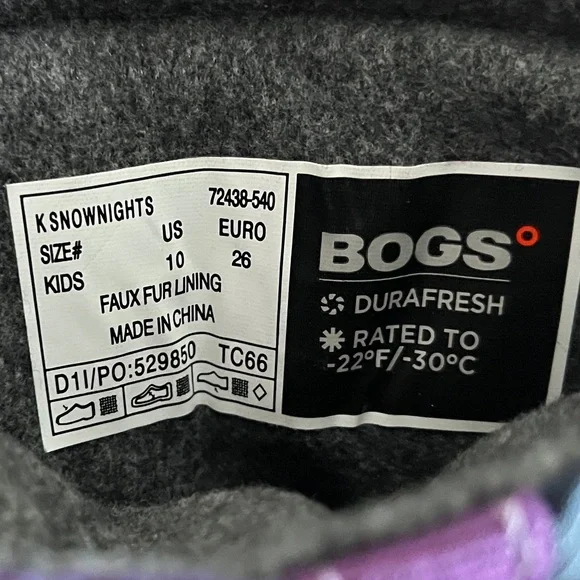 K SNOWNIGHTS 72438-540
SIZE# US EURO
KIDS 10 26
FAUX FUR LINING
MADE IN CHINA
D1I/PO:529850 TC66
BOGS°
DURAFRESH
RATED TO
-22°F/-30°C